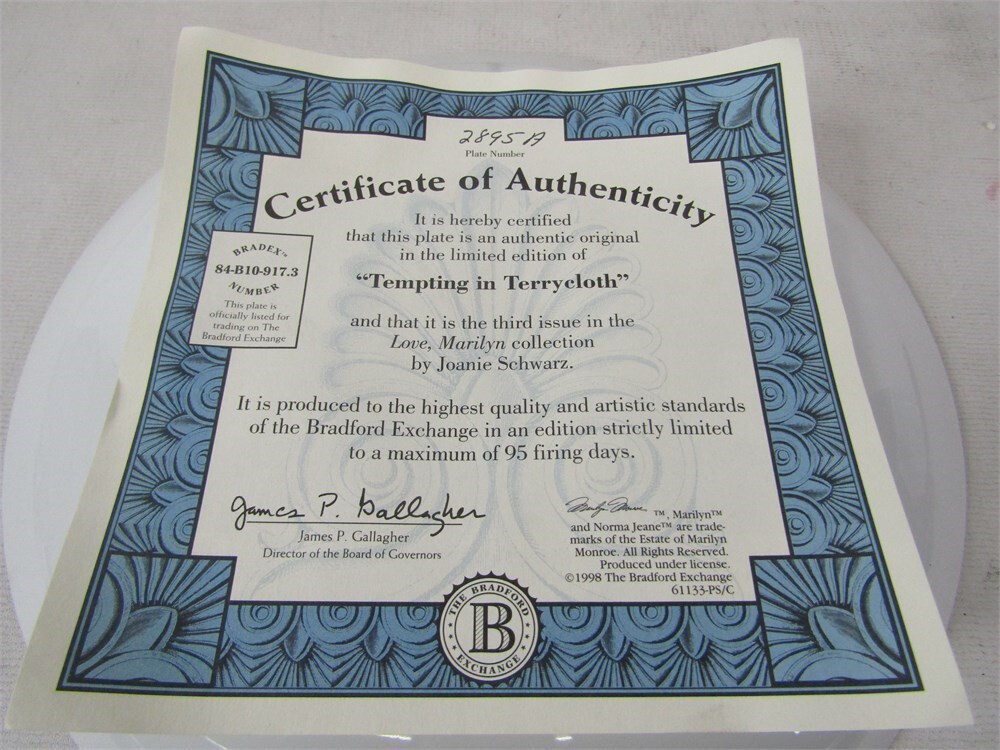 2895A
Plate Number
Certificate of Authenticity
It is hereby certified
that this plate is an authentic original
in the limited edition of
“Tempting in Terrycloth”
and that it is the third issue in the
Love, Marilyn collection
by Joanie Schwarz.
BRADEX™
84-B10-917.3
NUMBER
This plate is
officially listed for
trading on The
Bradford Exchange
It is produced to the highest quality and artistic standards
of the Bradford Exchange in an edition strictly limited
to a maximum of 95 firing days.
James P. Gallagher
James P. Gallagher
Director of the Board of Governors
Marilyn Monroe ™, Marilyn™
and Norma Jeane™ are trade-
marks of the Estate of Marilyn
Monroe. All Rights Reserved.
Produced under license.
©1998 The Bradford Exchange
61133-PS/C
THE BRADFORD
B
EXCHANGE